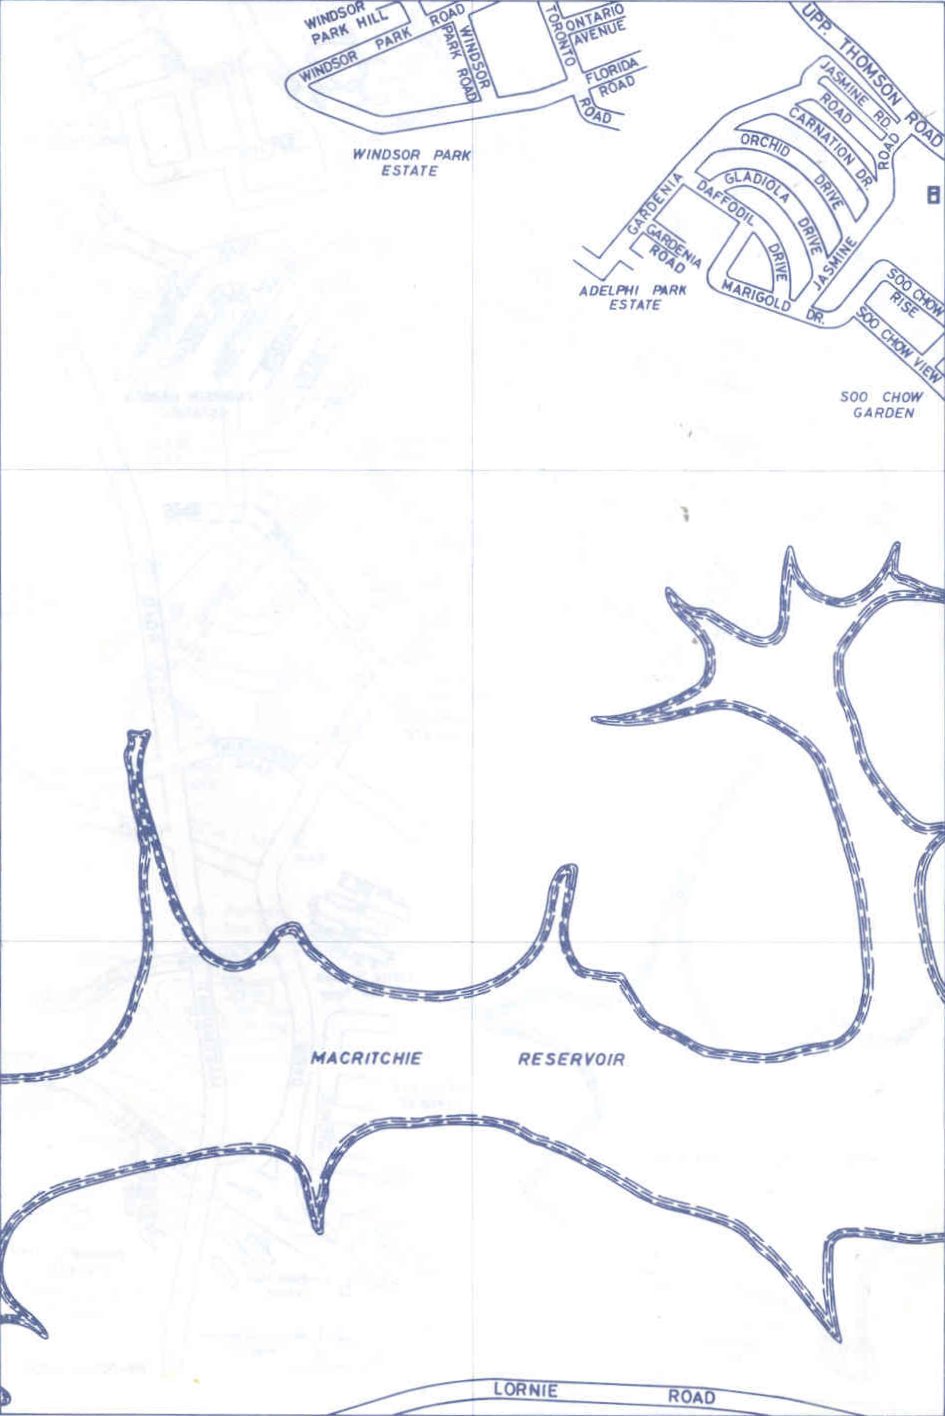 WINDSOR
PARK HILL
ROAD
WINDSOR PARK
WINDSOR
PARK ROAD
TORONTO
ROAD
ONTARIO
AVENUE
FLORIDA
ROAD
WINDSOR PARK
ESTATE
UPP. THOMSON ROAD
JASMINE RD
ROAD
CARNATION DR.
ROAD
ORCHID DRIVE
GLADIOLA DRIVE
DAFFODIL DRIVE
JASMINE
GARDENIA
GARDENIA
ROAD
MARIGOLD DR.
ADELPHI PARK
ESTATE
SOO CHOW
RISE
SOO CHOW VIEW
SOO CHOW
GARDEN
MACRITCHIE RESERVOIR
LORNIE ROAD